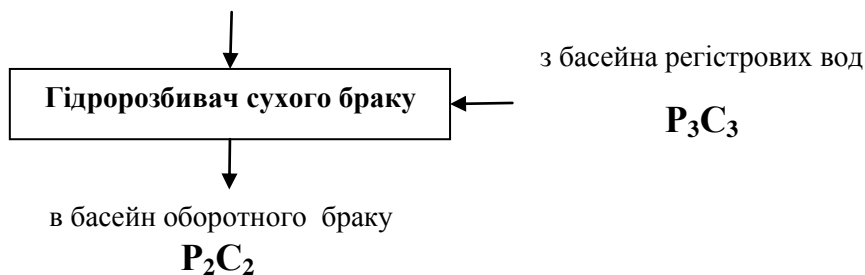 з басейна регістрових вод
Гідророзбивач сухого браку
P₃C₃
в басейн оборотного браку
P₂C₂